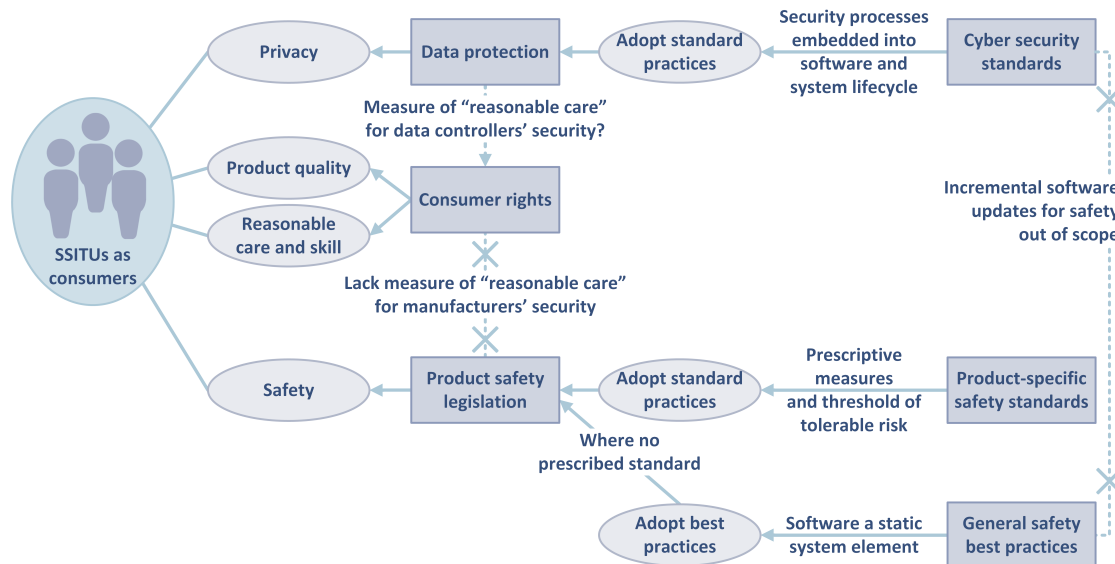 Privacy
Data protection
Adopt standard
practices
Security processes
embedded into
software and
system lifecycle
Cyber security
standards
Measure of “reasonable care”
for data controllers’ security?
Product quality
Consumer rights
Reasonable
care and skill
SSITUs as
consumers
Incremental software
updates for safety
out of scope
Lack measure of “reasonable care”
for manufacturers’ security
Safety
Product safety
legislation
Adopt standard
practices
Prescriptive
measures
and threshold of
tolerable risk
Product-specific
safety standards
Where no
prescribed standard
Adopt best
practices
Software a static
system element
General safety
best practices